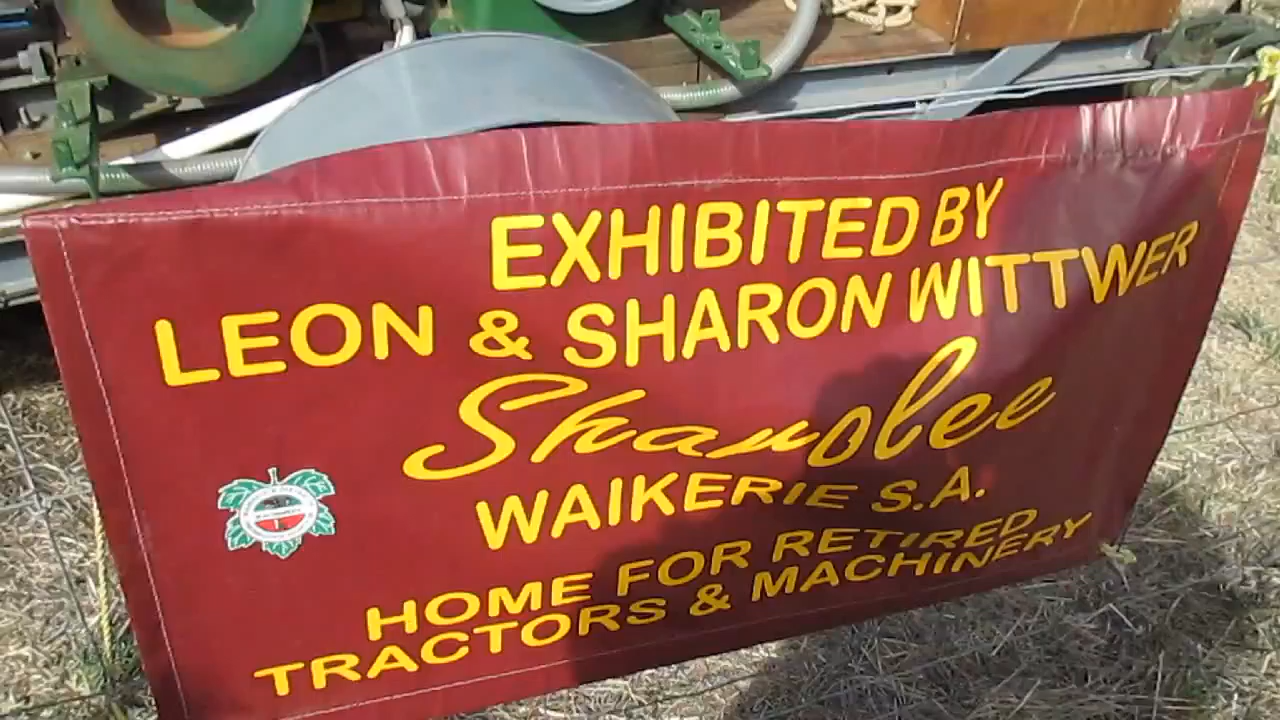 EXHIBITED BY
LEON & SHARON WITTWER
Shawlee
WAIKERIE S.A.
HOME FOR RETIRED
TRACTORS & MACHINERY